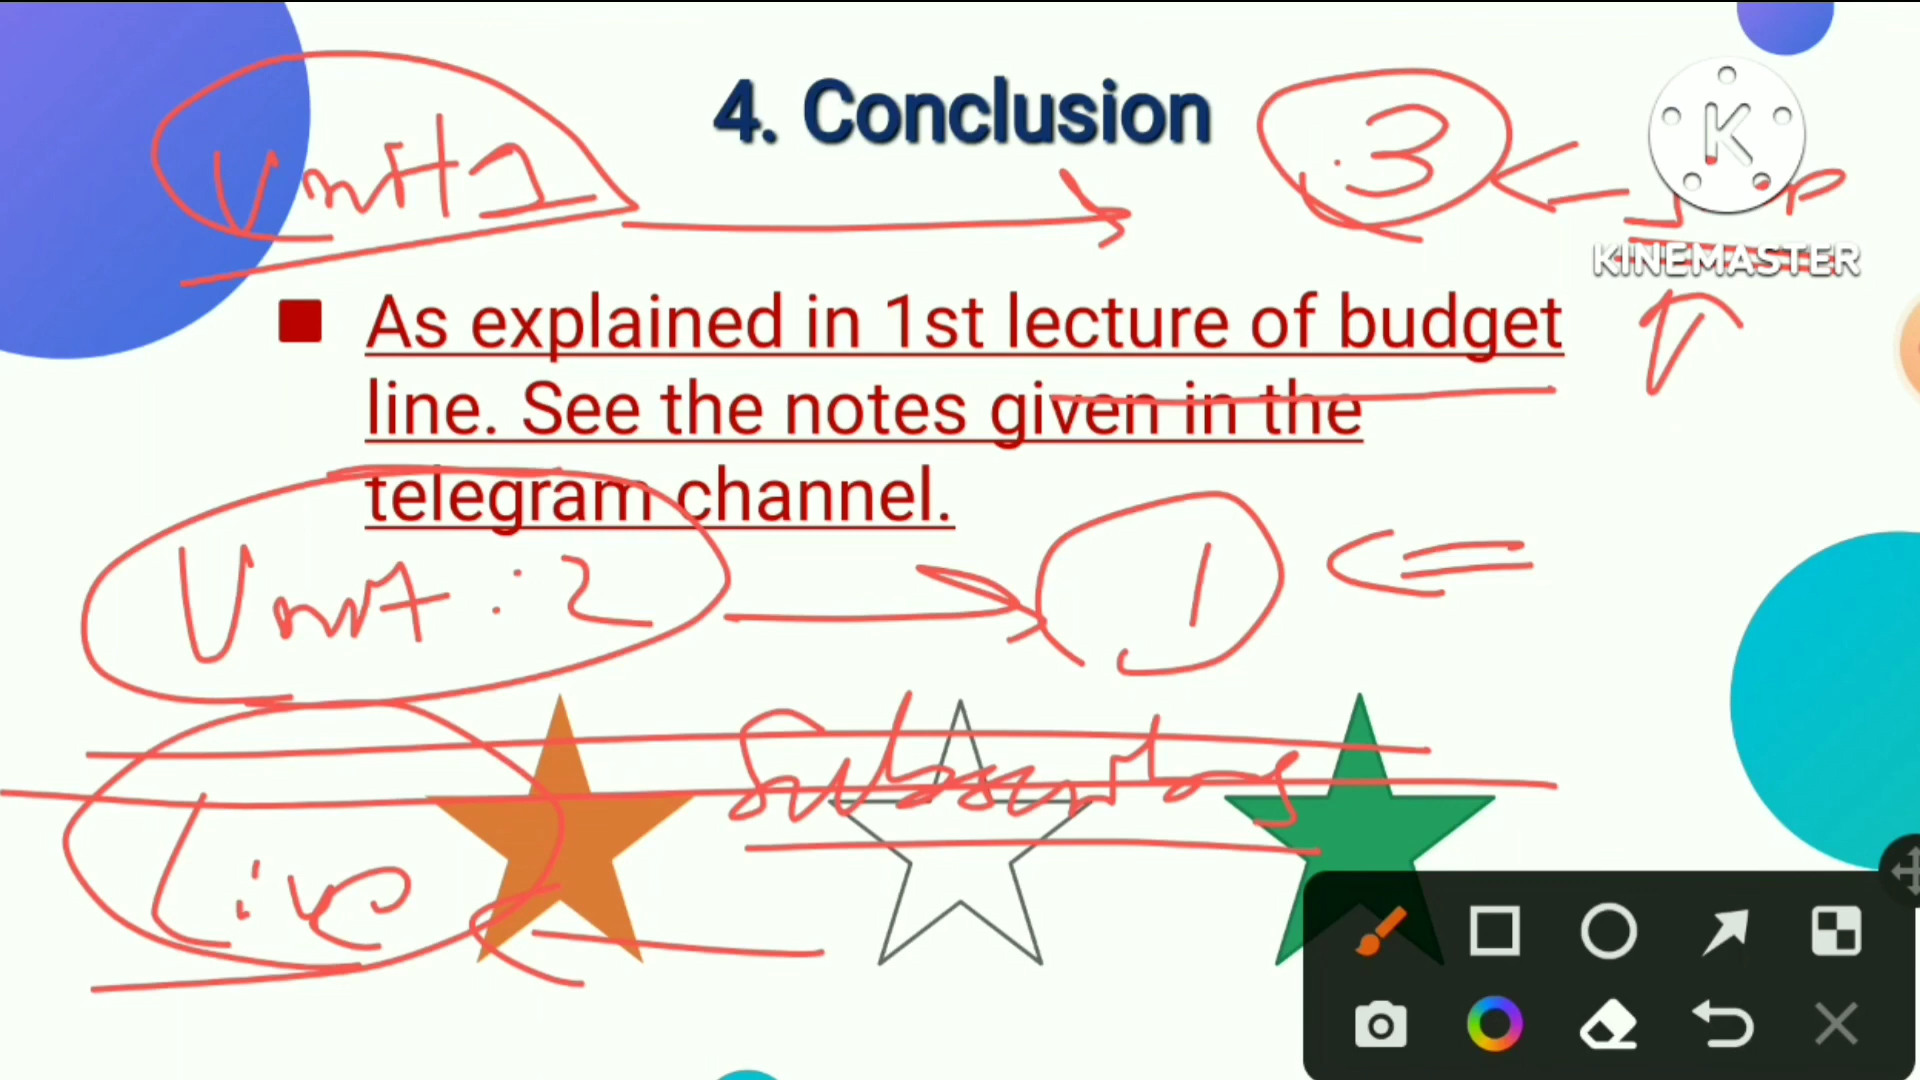 4. Conclusion
3
Unit 1
KINEMASTER
As explained in 1st lecture of budget
line. See the notes given in the
telegram channel.
Unit : 2
1
Subscribe
Live